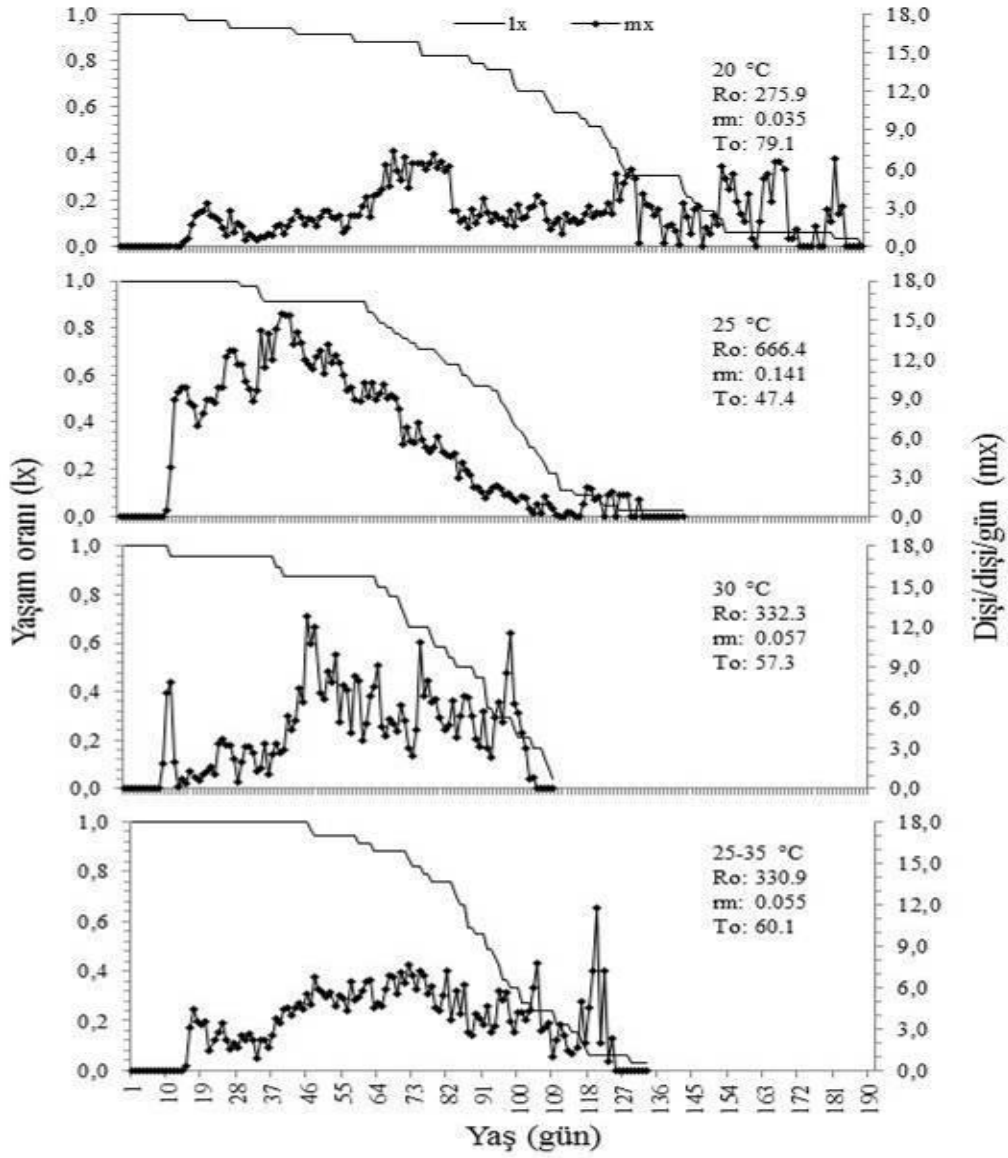 lx mx
1,0 18,0
0,8 15,0
0,6 12,0
0,4 9,0
0,2 6,0
0,0 3,0
0,0
20 °C
Ro: 275.9
rm: 0.035
To: 79.1
1,0 18,0
0,8 15,0
0,6 12,0
0,4 9,0
0,2 6,0
0,0 3,0
0,0
25 °C
Ro: 666.4
rm: 0.141
To: 47.4
Yaşam oranı (lx)
Dişi/dişi/gün (mx)
1,0 18,0
0,8 15,0
0,6 12,0
0,4 9,0
0,2 6,0
0,0 3,0
0,0
30 °C
Ro: 332.3
rm: 0.057
To: 57.3
1,0 18,0
0,8 15,0
0,6 12,0
0,4 9,0
0,2 6,0
0,0 3,0
0,0
25-35 °C
Ro: 330.9
rm: 0.055
To: 60.1
1 10 19 28 37 46 55 64 73 82 91 100 109 118 127 136 145 154 163 172 181 190
Yaş (gün)